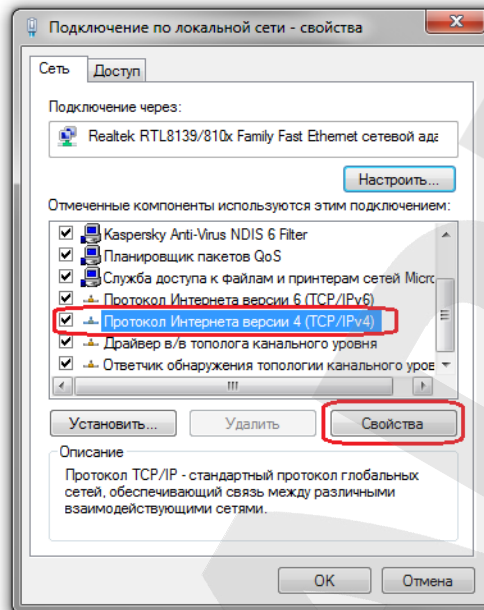 Подключение по локальной сети - свойства
Сеть
Доступ
Подключение через:
Realtek RTL8139/810x Family Fast Ethernet сетевой ада
Настроить...
Отмеченные компоненты используются этим подключением:
Kaspersky Anti-Virus NDIS 6 Filter
Планировщик пакетов QoS
Служба доступа к файлам и принтерам сетей Micro
Протокол Интернета версии 6 (TCP/IPv6)
Протокол Интернета версии 4 (TCP/IPv4)
Драйвер в/в тополога канального уровня
Ответчик обнаружения топологии канального уров
Установить...
Удалить
Свойства
Описание
Протокол TCP/IP - стандартный протокол глобальных
сетей, обеспечивающий связь между различными
взаимодействующими сетями.
OK
Отмена